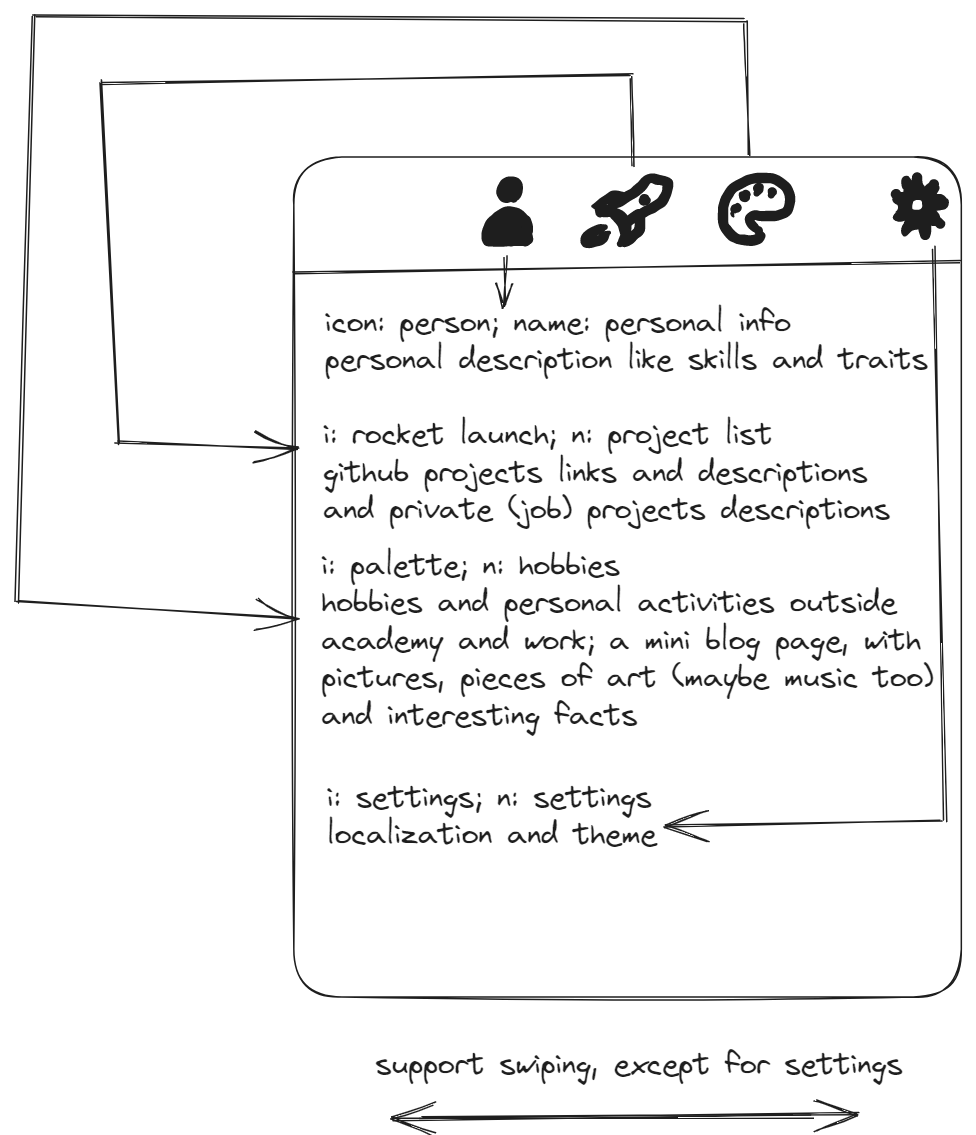 icon: person; name: personal info
personal description like skills and traits
i: rocket launch; n: project list
github projects links and descriptions
and private (job) projects descriptions
i: palette; n: hobbies
hobbies and personal activities outside
academy and work; a mini blog page, with
pictures, pieces of art (maybe music too)
and interesting facts
i: settings; n: settings
localization and theme
support swiping, except for settings